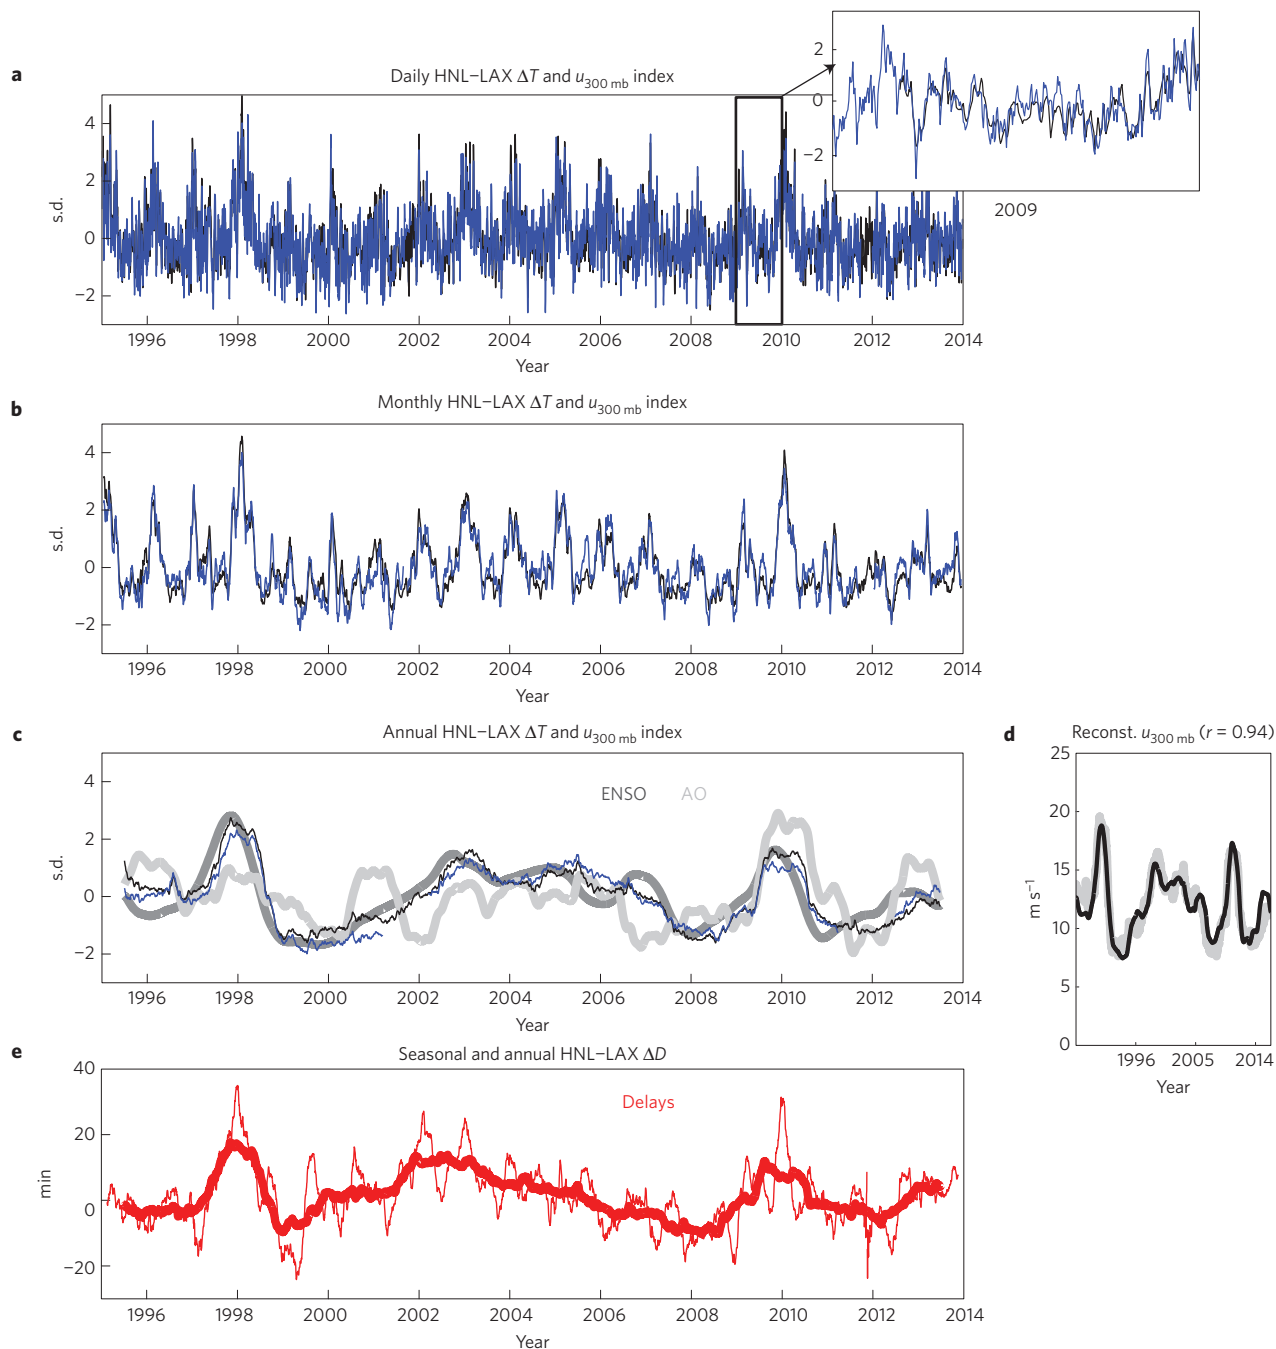 a
Daily HNL–LAX ΔT and u300 mb index
s.d.
4
2
0
−2
1996 1998 2000 2002 2004 2006 2008 2010 2012 2014
Year
2
0
−2
2009
b
Monthly HNL–LAX ΔT and u300 mb index
s.d.
4
2
0
−2
1996 1998 2000 2002 2004 2006 2008 2010 2012 2014
Year
c
Annual HNL–LAX ΔT and u300 mb index
ENSO AO
s.d.
4
2
0
−2
1996 1998 2000 2002 2004 2006 2008 2010 2012 2014
Year
d
Reconst. u300 mb (r = 0.94)
m s−1
25
20
15
10
5
0
1996 2005 2014
Year
e
Seasonal and annual HNL–LAX ΔD
Delays
min
40
20
0
−20
1996 1998 2000 2002 2004 2006 2008 2010 2012 2014
Year